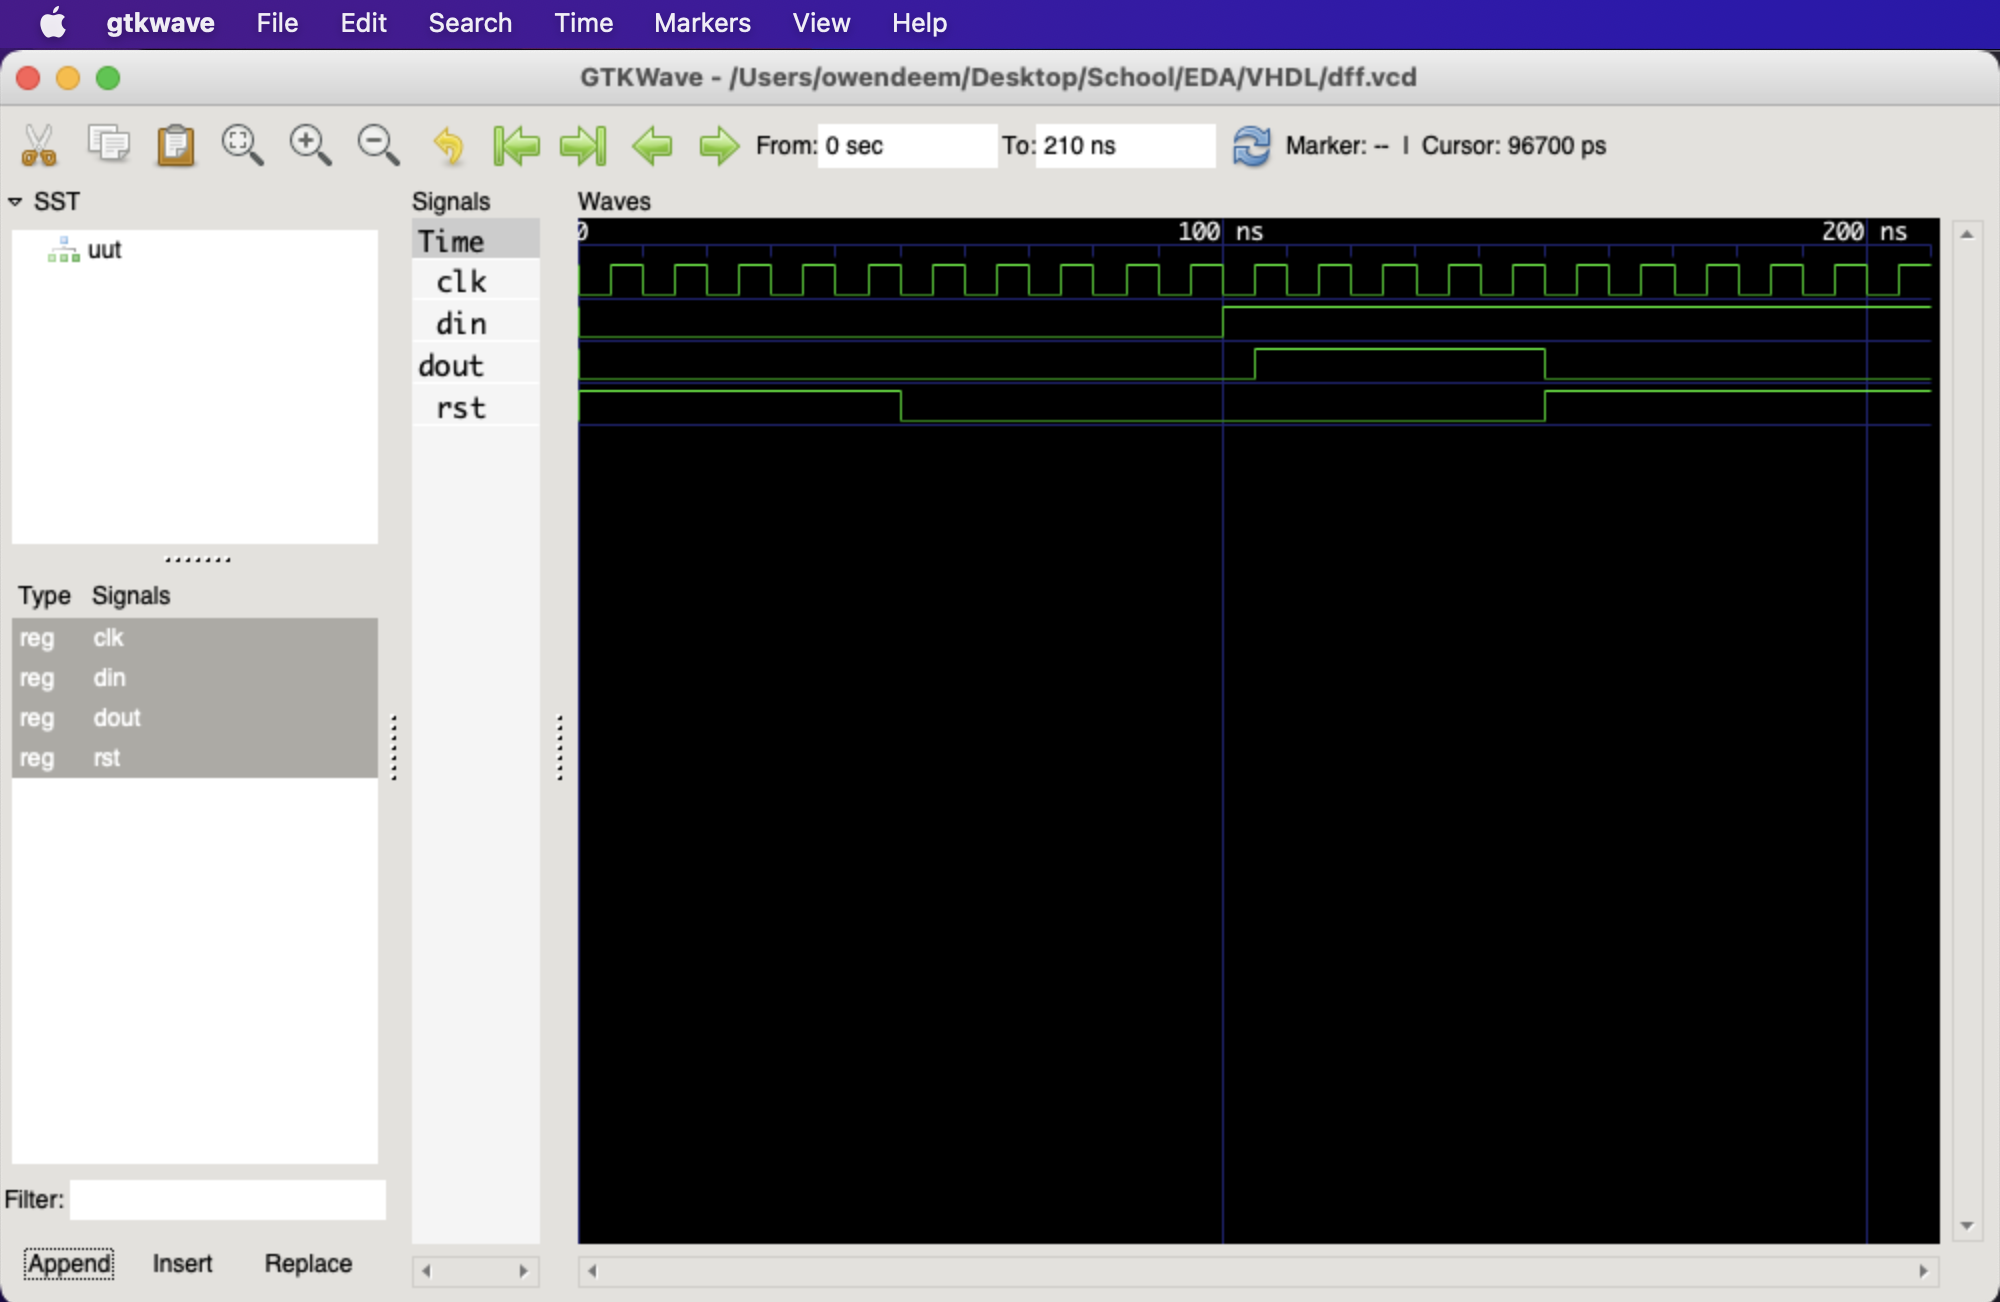 gtkwave File Edit Search Time Markers View Help
GTKWave - /Users/owendeem/Desktop/School/EDA/VHDL/dff.vcd
From: 0 sec To: 210 ns Marker: -- | Cursor: 96700 ps
SST
uut
Type Signals
reg clk
reg din
reg dout
reg rst
Filter:
Append Insert Replace
Signals
Time
clk
din
dout
rst
Waves
0 100 ns 200 ns